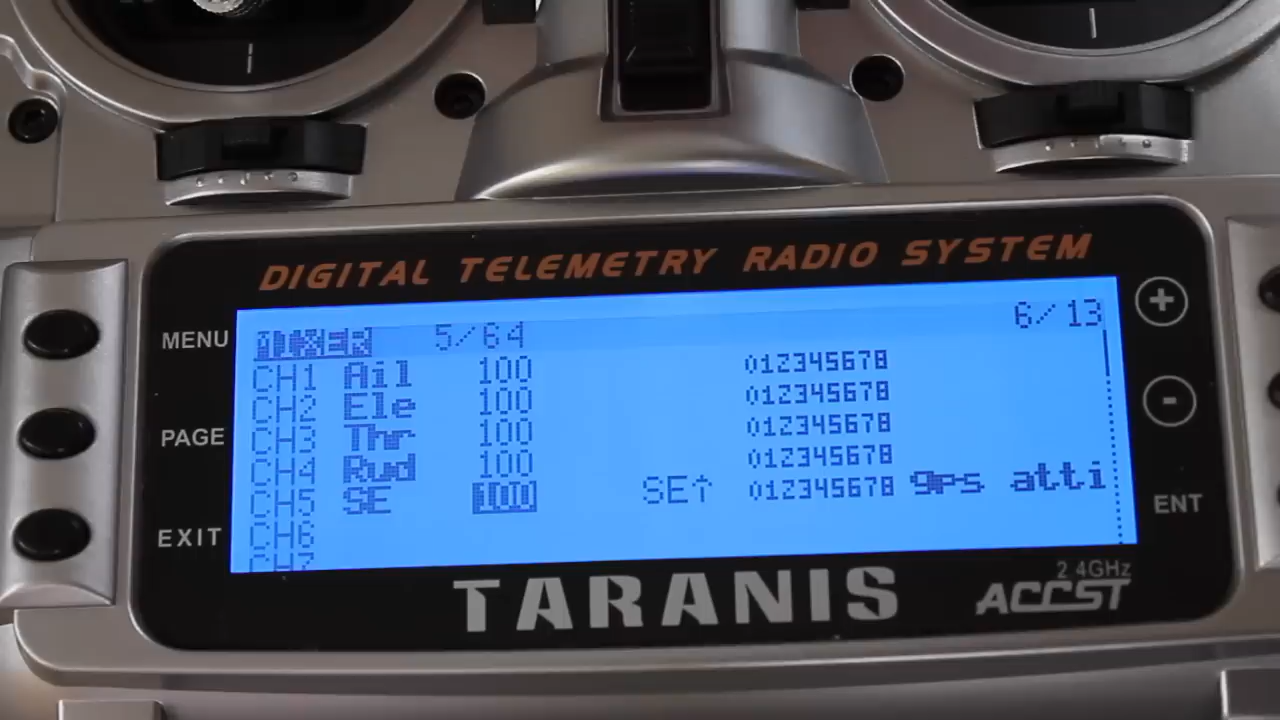 DIGITAL TELEMETRY RADIO SYSTEM
MENU
PAGE
EXIT
ENT
+
-
MIXER 5/64 6/13
CH1 Ail 100 012345678
CH2 Ele 100 012345678
CH3 Thr 100 012345678
CH4 Rud 100 012345678
CH5 SE 100 SE↑ 012345678 gps atti
CH6
CH7
TARANIS
2.4GHz
ACCST